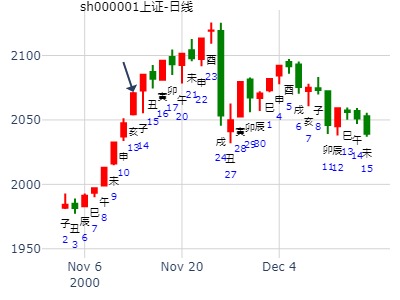 sh000001上证-日线
2100
2050
2000
1950
子
2
丑
3
辰
6
巳
7
午
8
未
9
申
10
亥
13
子
14
丑
15
寅
16
卯
17
午
20
未
21
申
22
酉
23
戌
24
丑
27
寅
28
卯
29
辰
30
巳
1
申
4
酉
5
戌
6
亥
7
子
8
卯
11
辰
12
巳
13
午
14
未
15
Nov 6
2000
Nov 20
Dec 4